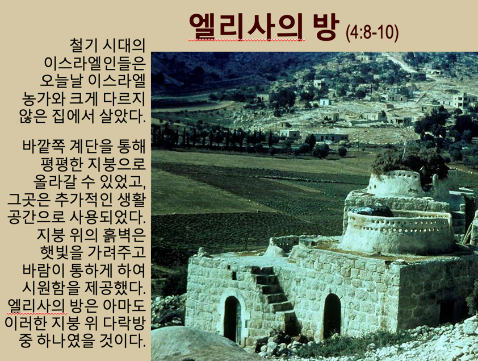 엘리사의 방 (4:8-10)
철기 시대의
이스라엘인들은
오늘날 이스라엘
농가와 크게 다르지
않은 집에서 살았다.
바깥쪽 계단을 통해
평평한 지붕으로
올라갈 수 있었고,
그곳은 추가적인 생활
공간으로 사용되었다.
지붕 위의 흙벽은
햇빛을 가려주고
바람이 통하게 하여
시원함을 제공했다.
엘리사의 방은 아마도
이러한 지붕 위 다락방
중 하나였을 것이다.